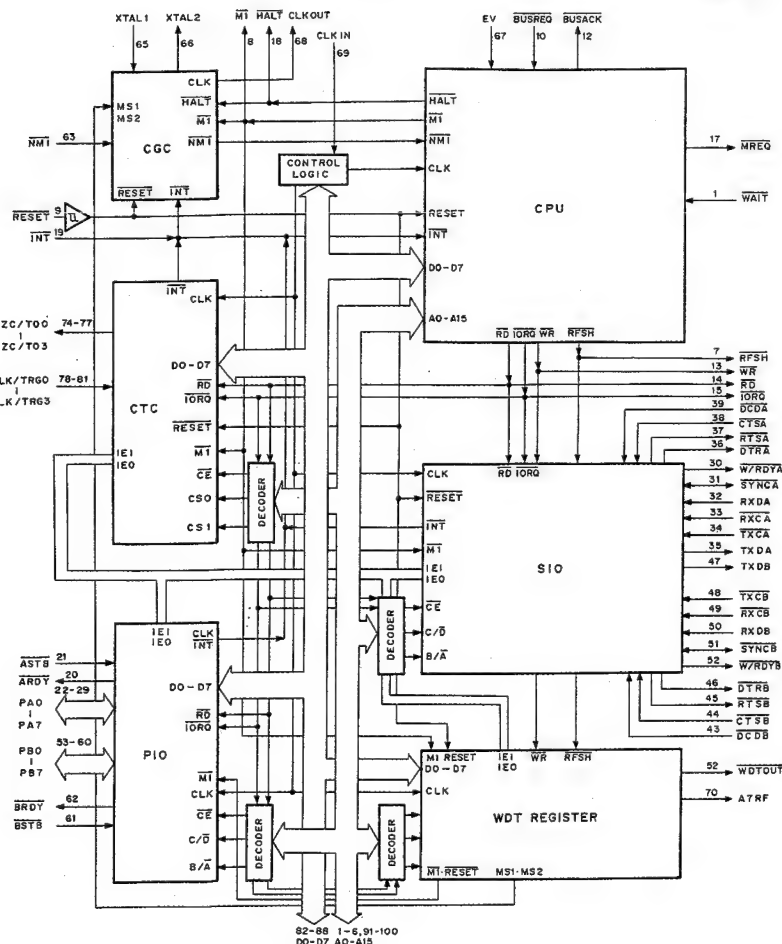 XTAL1 XTAL2 M1 HALT CLKOUT EV BUSREQ BUSACK
65 66 8 18 68 CLKIN 69 67 10 12
CLK
MS1
MS2
HALT HALT
M1 M1
NMI 63 NMI NMI
CGC
17 MREQ
CONTROL
LOGIC
CLK
RESET INT
1 WAIT
CPU
RESET 9 RESET
INT 19 INT
INT
CLK
D0-D7
ZC/TO0 74-77
ZC/TO3
A0-A15
RD IORQ WR RFSH
D0-D7
7 RFSH
13 WR
14 RD
15 IORQ
CLK/TRG0 78-81
CLK/TRG3
RD
IORQ
CTC
39 DCDA
38 CTSA
37 RTSA
36 DTRA
RESET
M1
IEI
IEO
CE
CS0
CS1
DECODER
CLK RD IORQ
RESET
INT
M1
IEI
IEO
SIO
CE
C/D
B/A
DECODER
30 W/RDYA
31 SYNCA
32 RXDA
33 RXCA
34 TXCA
35 TXDA
47 TXDB
48 TXCB
49 RXCB
50 RXDB
51 SYNCB
52 W/RDYB
46 DTRB
45 RTSB
44 CTSB
43 DCDB
IEI
IEO
CLK
INT
ASTB 21
ARDY 20
22-29
PA0
PA7
D0-D7
RD
IORQ
PB0 53-60
PB7
PIO
M1
CLK
BRDY 62
BSTB 61
CE
C/D
B/A
DECODER
DECODER
M1 RESET IEI WR RFSH
D0-D7 IEO
CLK
WDT REGISTER
52 WDTOUT
70 A7RF
M1·RESET MS1-MS2
82-88 1-6,91-100
D0-D7 A0-A15